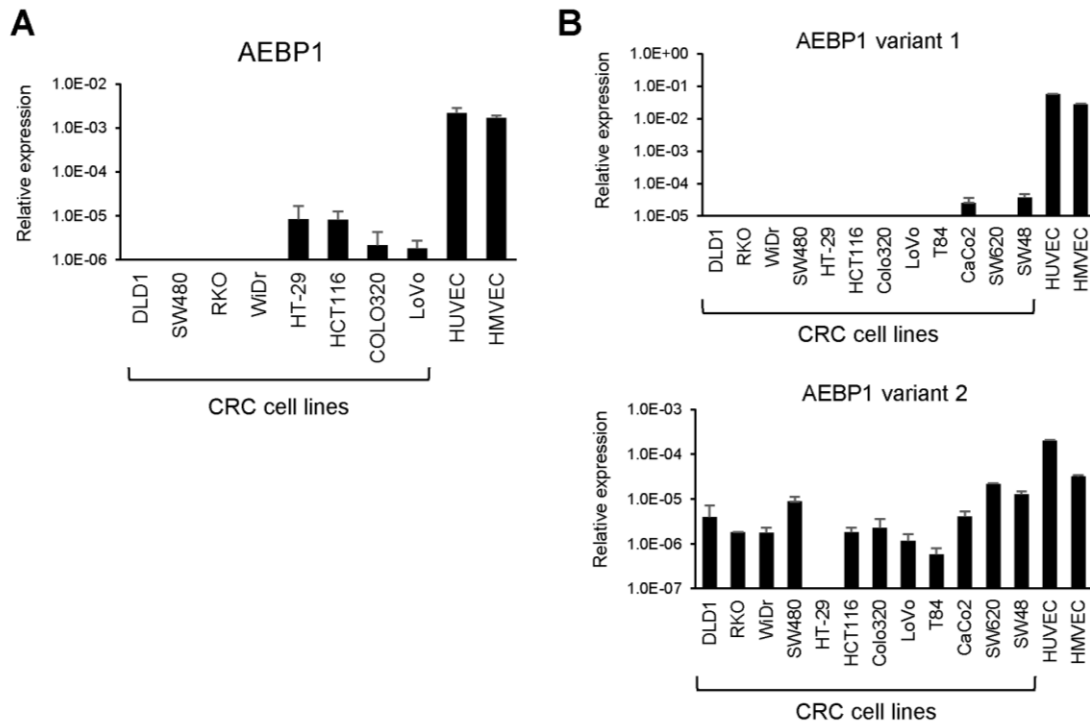 A
AEBP1
Relative expression
1.0E-02
1.0E-03
1.0E-04
1.0E-05
1.0E-06
DLD1
SW480
RKO
WiDr
HT-29
HCT116
COLO320
LoVo
HUVEC
HMVEC
CRC cell lines
B
AEBP1 variant 1
Relative expression
1.0E+00
1.0E-01
1.0E-02
1.0E-03
1.0E-04
1.0E-05
DLD1
RKO
WiDr
SW480
HT-29
HCT116
Colo320
LoVo
T84
CaCo2
SW620
SW48
HUVEC
HMVEC
CRC cell lines
AEBP1 variant 2
Relative expression
1.0E-03
1.0E-04
1.0E-05
1.0E-06
1.0E-07
DLD1
RKO
WiDr
SW480
HT-29
HCT116
Colo320
LoVo
T84
CaCo2
SW620
SW48
HUVEC
HMVEC
CRC cell lines